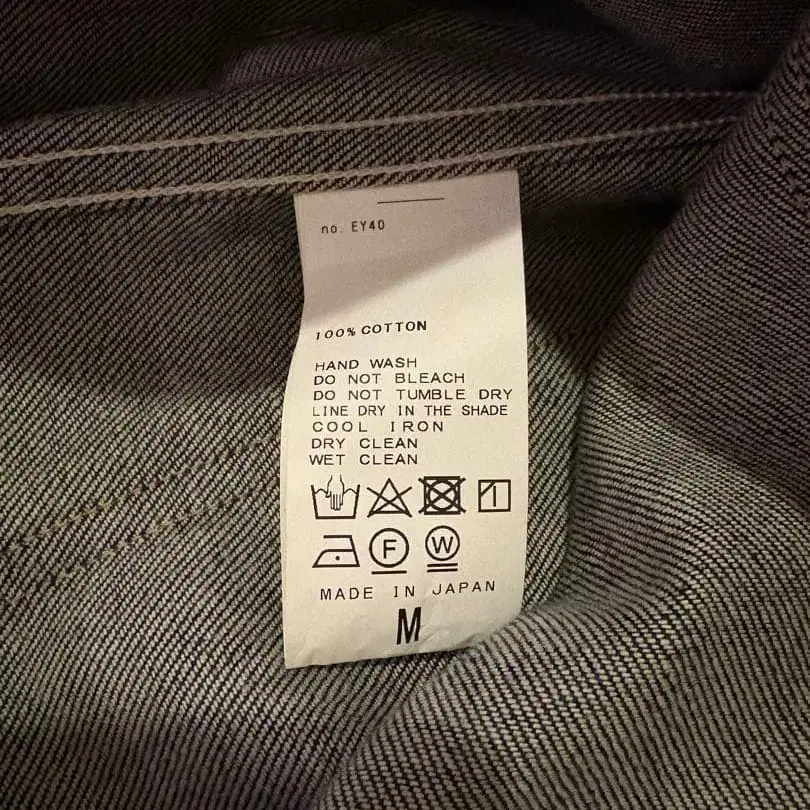 no. EY40
100% COTTON
HAND WASH
DO NOT BLEACH
DO NOT TUMBLE DRY
LINE DRY IN THE SHADE
COOL IRON
DRY CLEAN
WET CLEAN
F W
MADE IN JAPAN
M